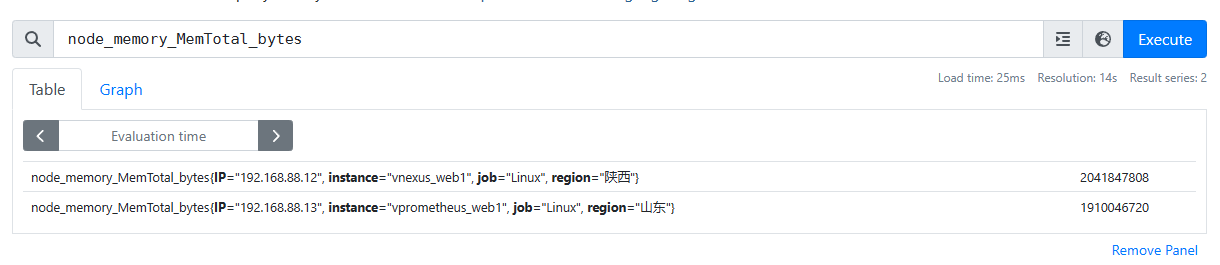 node_memory_MemTotal_bytes
Execute
Table
Graph
Load time: 25ms Resolution: 14s Result series: 2
Evaluation time
node_memory_MemTotal_bytes{IP="192.168.88.12", instance="vnexus_web1", job="Linux", region="陕西"} 2041847808
node_memory_MemTotal_bytes{IP="192.168.88.13", instance="vprometheus_web1", job="Linux", region="山东"} 1910046720
Remove Panel